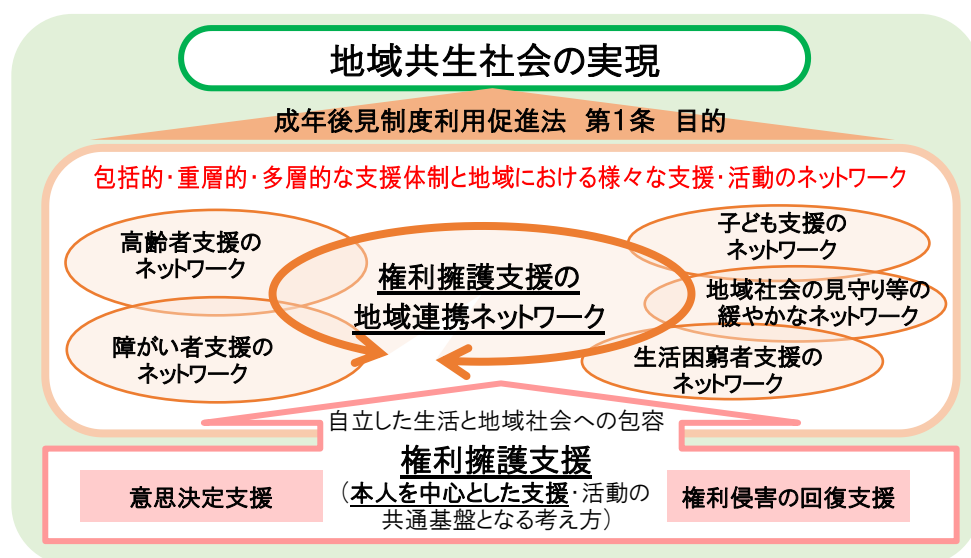 地域共生社会の実現
成年後見制度利用促進法　第1条　目的
包括的･重層的･多層的な支援体制と地域における様々な支援･活動のネットワーク
高齢者支援の
ネットワーク
障がい者支援の
ネットワーク
権利擁護支援の
地域連携ネットワーク
子ども支援の
ネットワーク
地域社会の見守り等の
緩やかなネットワーク
生活困窮者支援の
ネットワーク
自立した生活と地域社会への包容
権利擁護支援
（本人を中心とした支援･活動の
共通基盤となる考え方）
意思決定支援
権利侵害の回復支援